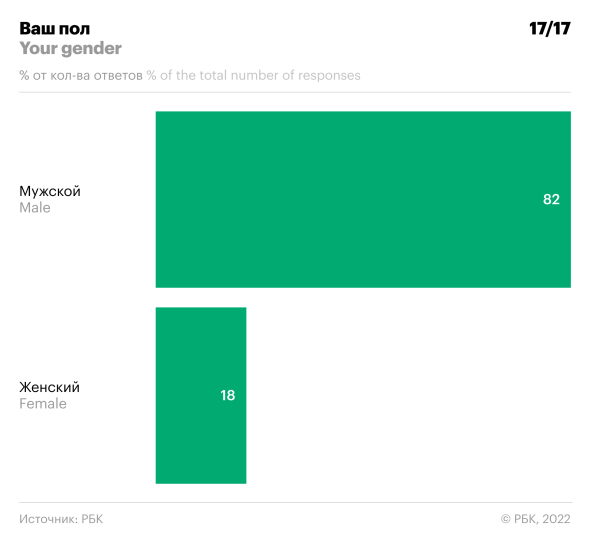 Ваш пол 17/17
Your gender
% от кол-ва ответов % of the total number of responses
Мужской
Male
82
Женский
Female
18
Источник: РБК © РБК, 2022